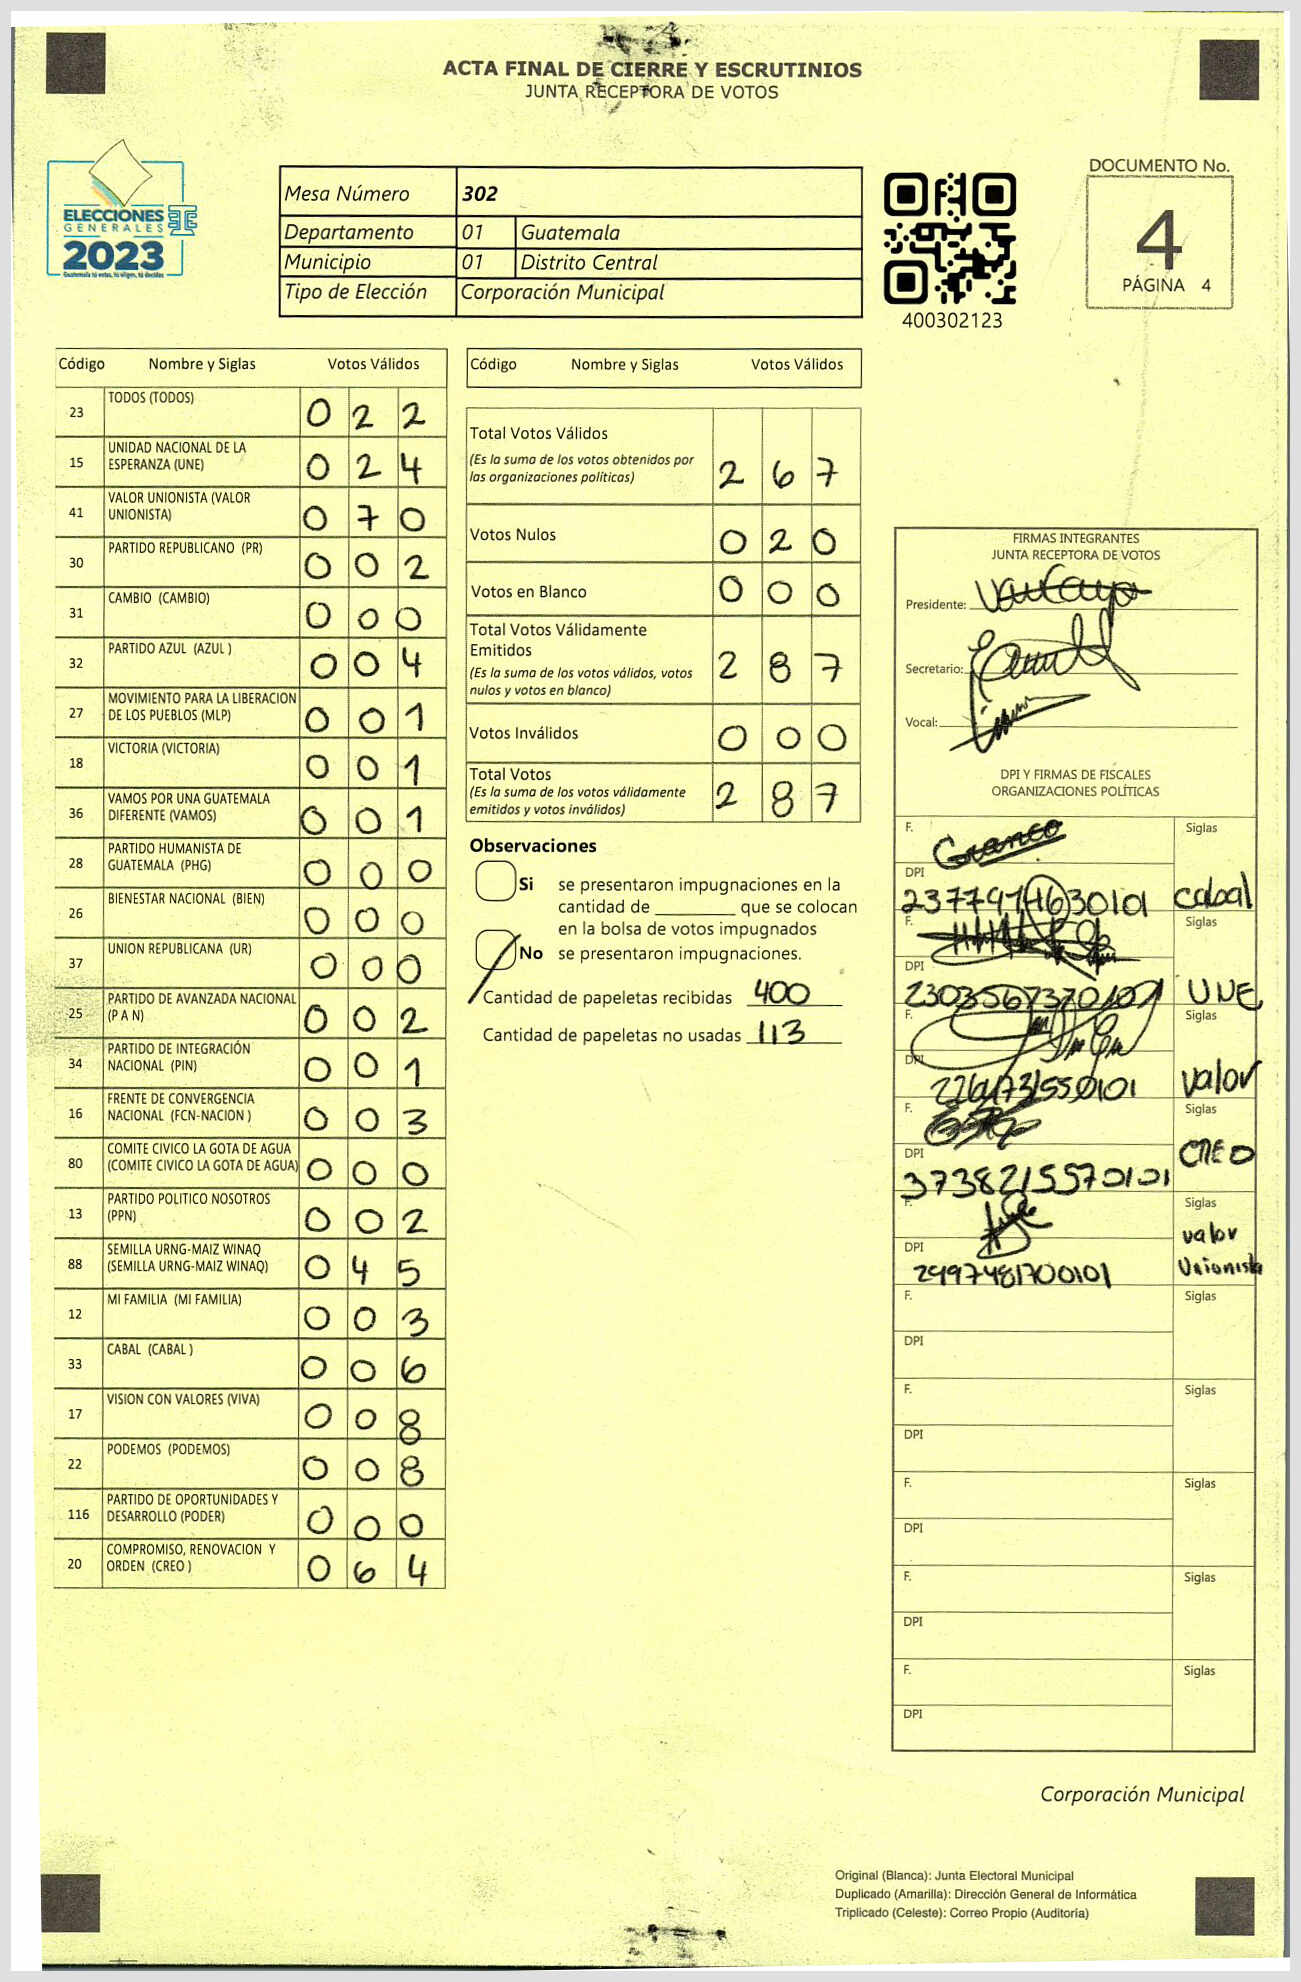 ACTA FINAL DE CIERRE Y ESCRUTINIOS
JUNTA RECEPTORA DE VOTOS
ELECCIONES
GENERALES
2023
Guatemala tú votas, tú eliges, tú decides
Mesa Número 302
Departamento 01 Guatemala
Municipio 01 Distrito Central
Tipo de Elección Corporación Municipal
400302123
DOCUMENTO No.
4
PÁGINA 4
Código Nombre y Siglas Votos Válidos
23 TODOS (TODOS) 0 2 2
15 UNIDAD NACIONAL DE LA
ESPERANZA (UNE) 0 2 4
41 VALOR UNIONISTA (VALOR
UNIONISTA) 0 7 0
30 PARTIDO REPUBLICANO (PR) 0 0 2
31 CAMBIO (CAMBIO) 0 0 0
32 PARTIDO AZUL (AZUL ) 0 0 4
27 MOVIMIENTO PARA LA LIBERACION
DE LOS PUEBLOS (MLP) 0 0 1
18 VICTORIA (VICTORIA) 0 0 1
36 VAMOS POR UNA GUATEMALA
DIFERENTE (VAMOS) 0 0 1
28 PARTIDO HUMANISTA DE
GUATEMALA (PHG) 0 0 0
26 BIENESTAR NACIONAL (BIEN) 0 0 0
37 UNION REPUBLICANA (UR) 0 0 0
25 PARTIDO DE AVANZADA NACIONAL
(P A N) 0 0 2
34 PARTIDO DE INTEGRACIÓN
NACIONAL (PIN) 0 0 1
16 FRENTE DE CONVERGENCIA
NACIONAL (FCN-NACION ) 0 0 3
80 COMITE CIVICO LA GOTA DE AGUA
(COMITE CIVICO LA GOTA DE AGUA) 0 0 0
13 PARTIDO POLITICO NOSOTROS
(PPN) 0 0 2
88 SEMILLA URNG-MAIZ WINAQ
(SEMILLA URNG-MAIZ WINAQ) 0 4 5
12 MI FAMILIA (MI FAMILIA) 0 0 3
33 CABAL (CABAL ) 0 0 6
17 VISION CON VALORES (VIVA) 0 0 8
22 PODEMOS (PODEMOS) 0 0 8
116 PARTIDO DE OPORTUNIDADES Y
DESARROLLO (PODER) 0 0 0
20 COMPROMISO, RENOVACION Y
ORDEN (CREO ) 0 6 4
Código Nombre y Siglas Votos Válidos
Total Votos Válidos
(Es la suma de los votos obtenidos por
las organizaciones políticas) 2 6 7
Votos Nulos 0 2 0
Votos en Blanco 0 0 0
Total Votos Válidamente
Emitidos
(Es la suma de los votos válidos, votos
nulos y votos en blanco) 2 8 7
Votos Inválidos 0 0 0
Total Votos
(Es la suma de los votos válidamente
emitidos y votos inválidos) 2 8 7
Observaciones
Si se presentaron impugnaciones en la
cantidad de ________ que se colocan
en la bolsa de votos impugnados
No se presentaron impugnaciones.
Cantidad de papeletas recibidas 400
Cantidad de papeletas no usadas 113
FIRMAS INTEGRANTES
JUNTA RECEPTORA DE VOTOS
Presidente:
Secretario:
Vocal:
DPI Y FIRMAS DE FISCALES
ORGANIZACIONES POLÍTICAS
F. Siglas
DPI
cabal
F. Siglas
DPI
UNE
F. Siglas
DPI
valor
F. Siglas
DPI
3738215570101 CREO
F. Siglas
DPI
2997481700101 valor
Unionista
F. Siglas
DPI
F. Siglas
DPI
F. Siglas
DPI
F. Siglas
DPI
F. Siglas
DPI
Corporación Municipal
Original (Blanca): Junta Electoral Municipal
Duplicado (Amarilla): Dirección General de Informática
Triplicado (Celeste): Correo Propio (Auditoría)